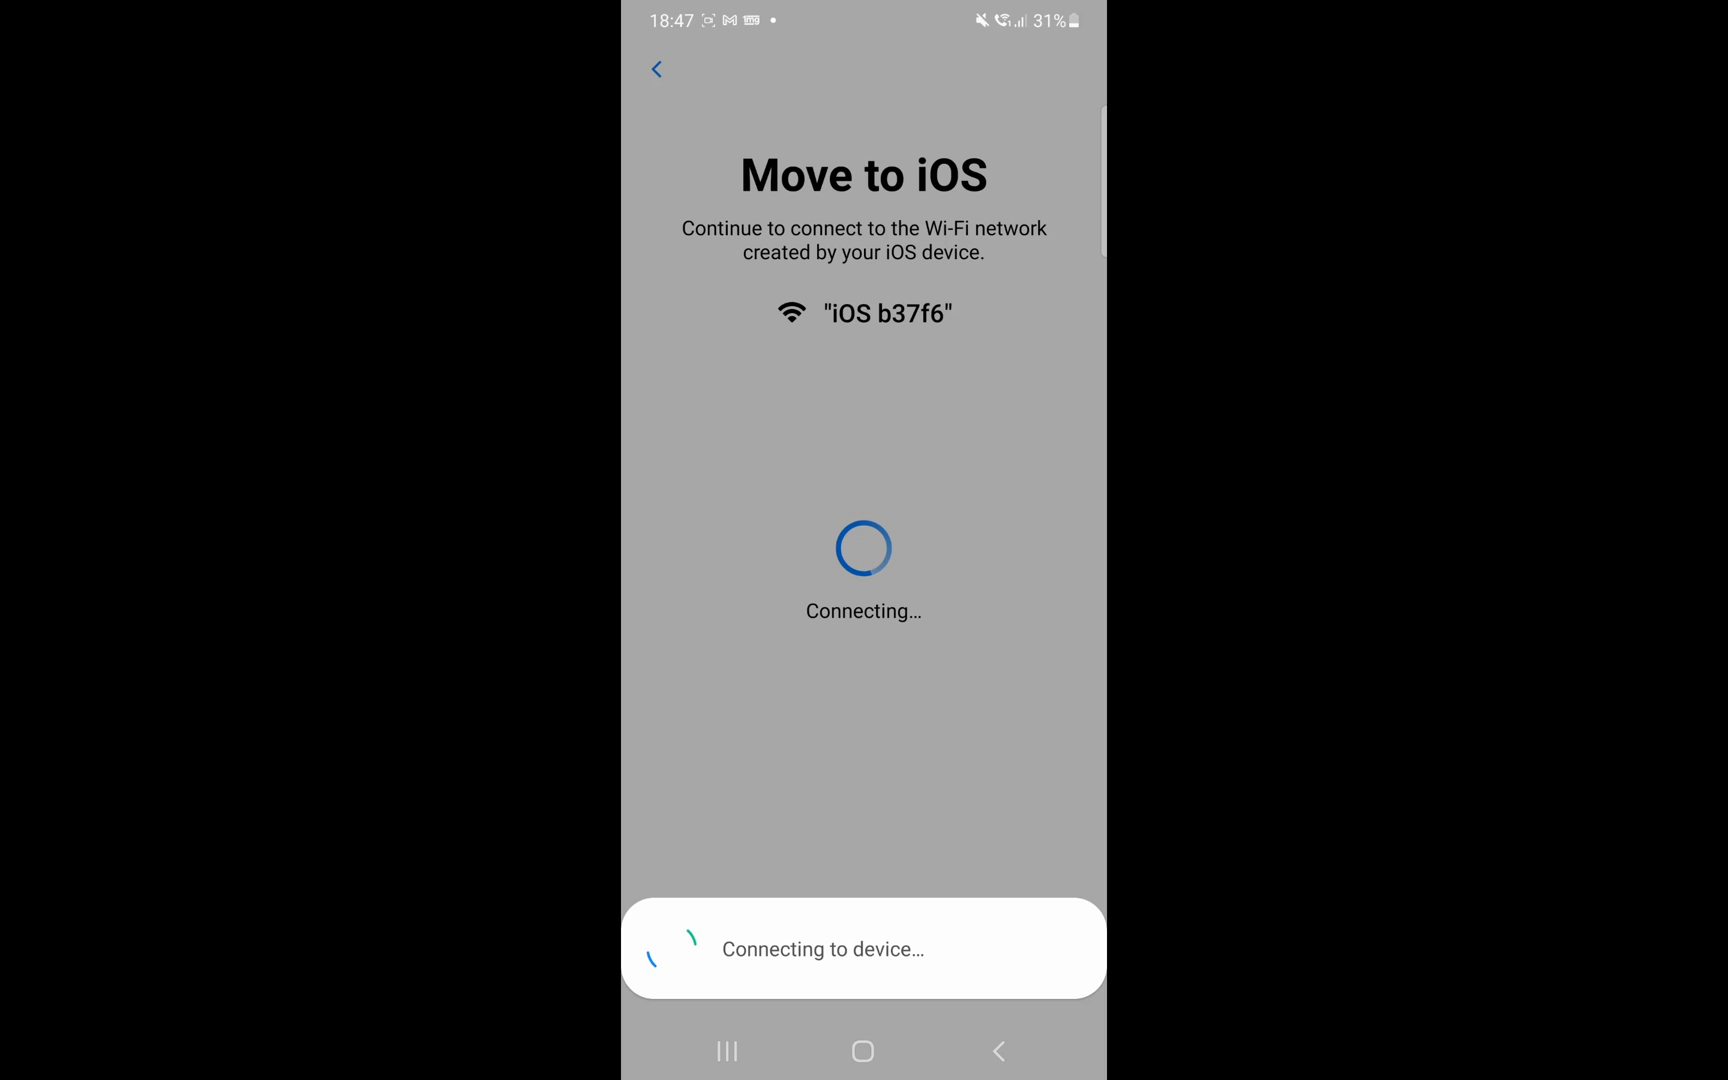 18:47 31%
Move to iOS
Continue to connect to the Wi-Fi network
created by your iOS device.
"iOS b37f6"
Connecting...
Connecting to device...